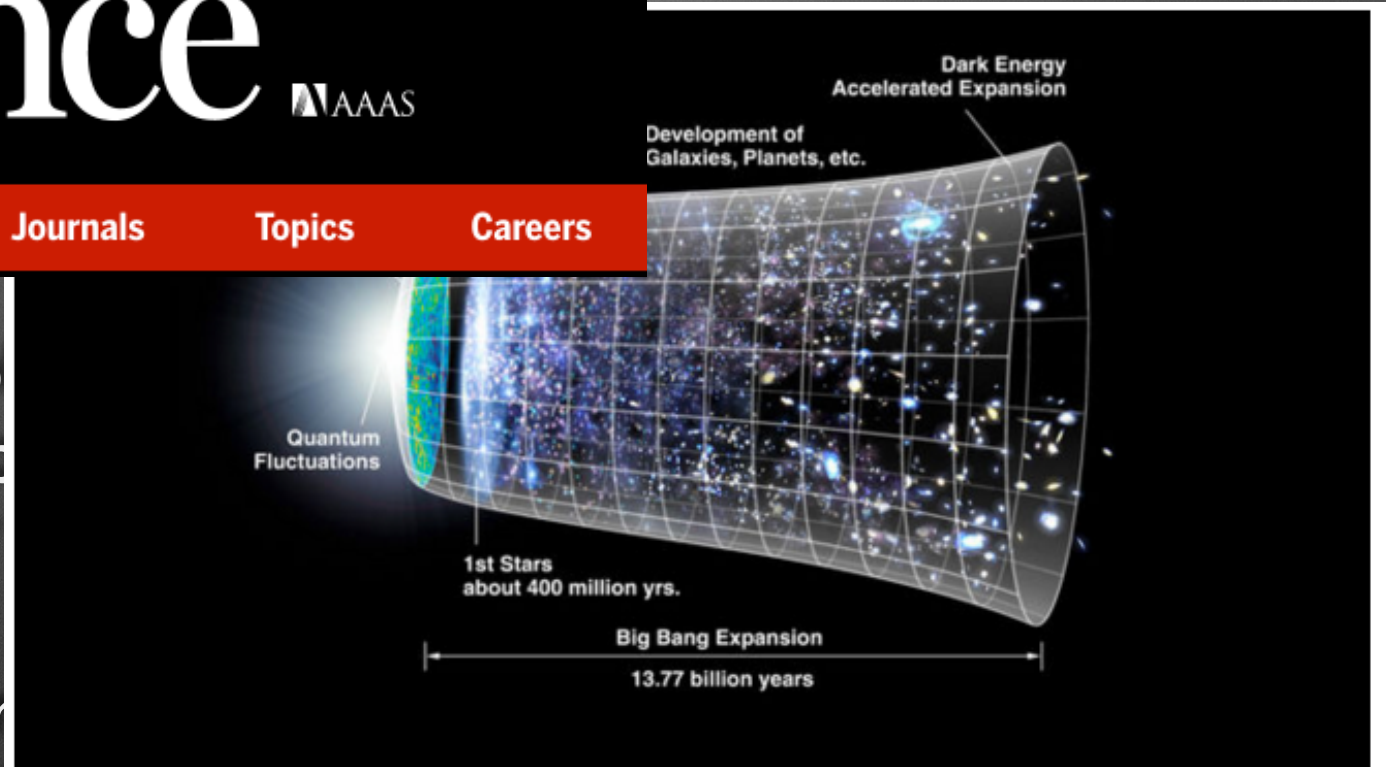 nce
AAAS
Journals Topics Careers
Dark Energy
Accelerated Expansion
Development of
Galaxies, Planets, etc.
Quantum
Fluctuations
1st Stars
about 400 million yrs.
Big Bang Expansion
13.77 billion years